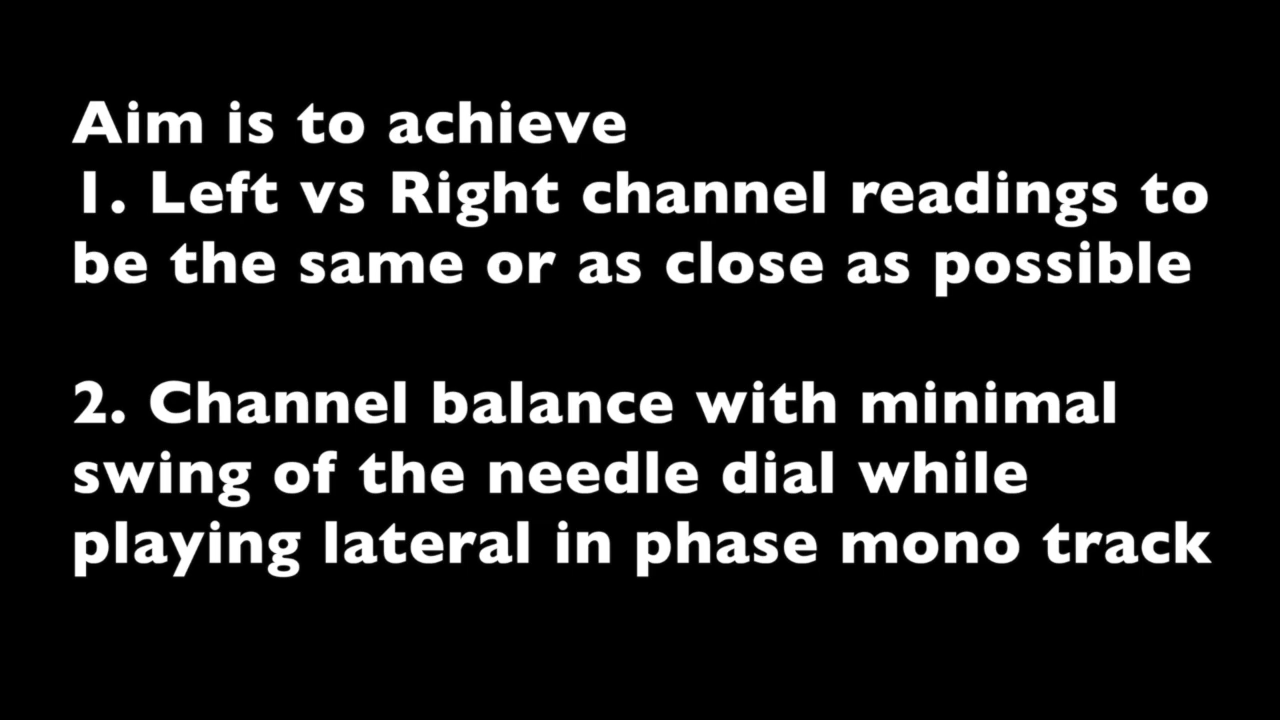 Aim is to achieve
1. Left vs Right channel readings to
be the same or as close as possible
2. Channel balance with minimal
swing of the needle dial while
playing lateral in phase mono track